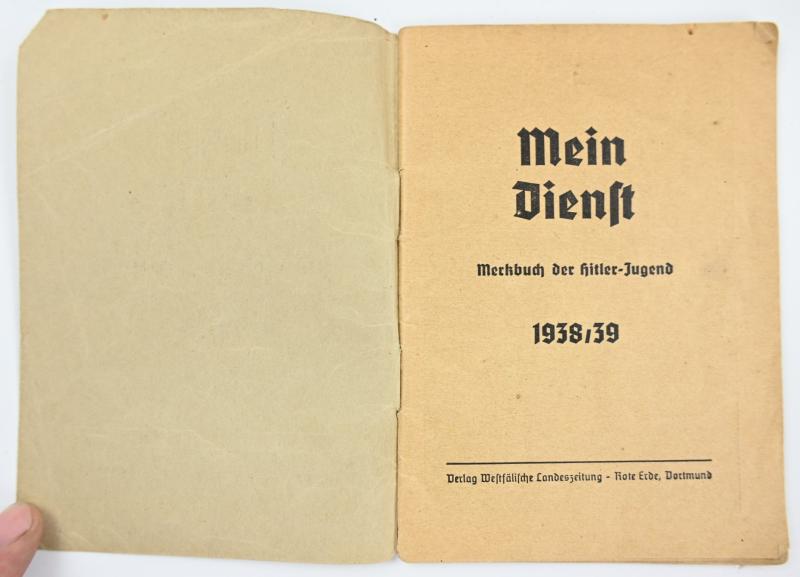 Mein
Dienſt
Merkbuch der Hitler-Jugend
1938/39
Verlag Weſtfäliſche Landeszeitung - Rote Erde, Dortmund